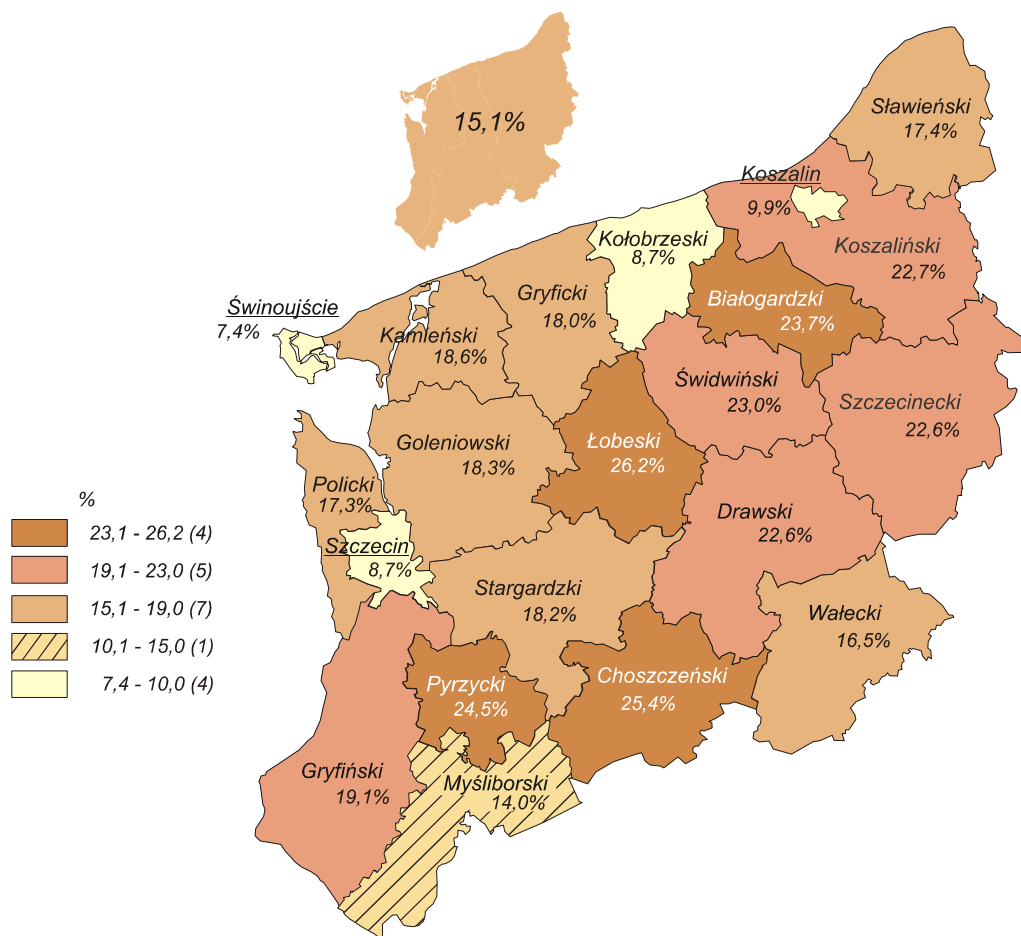 15,1%
Sławieński
17,4%
Koszalin
9,9%
Koszaliński
22,7%
Kołobrzeski
8,7%
Białogardzki
23,7%
Gryficki
18,0%
Świnoujście
7,4%
Kamieński
18,6%
Świdwiński
23,0%
Szczecinecki
22,6%
Łobeski
26,2%
Goleniowski
18,3%
Policki
17,3%
Drawski
22,6%
Szczecin
8,7%
Stargardzki
18,2%
Wałecki
16,5%
Choszczeński
25,4%
Pyrzycki
24,5%
Gryfiński
19,1%
Myśliborski
14,0%
%
23,1 - 26,2 (4)
19,1 - 23,0 (5)
15,1 - 19,0 (7)
10,1 - 15,0 (1)
7,4 - 10,0 (4)